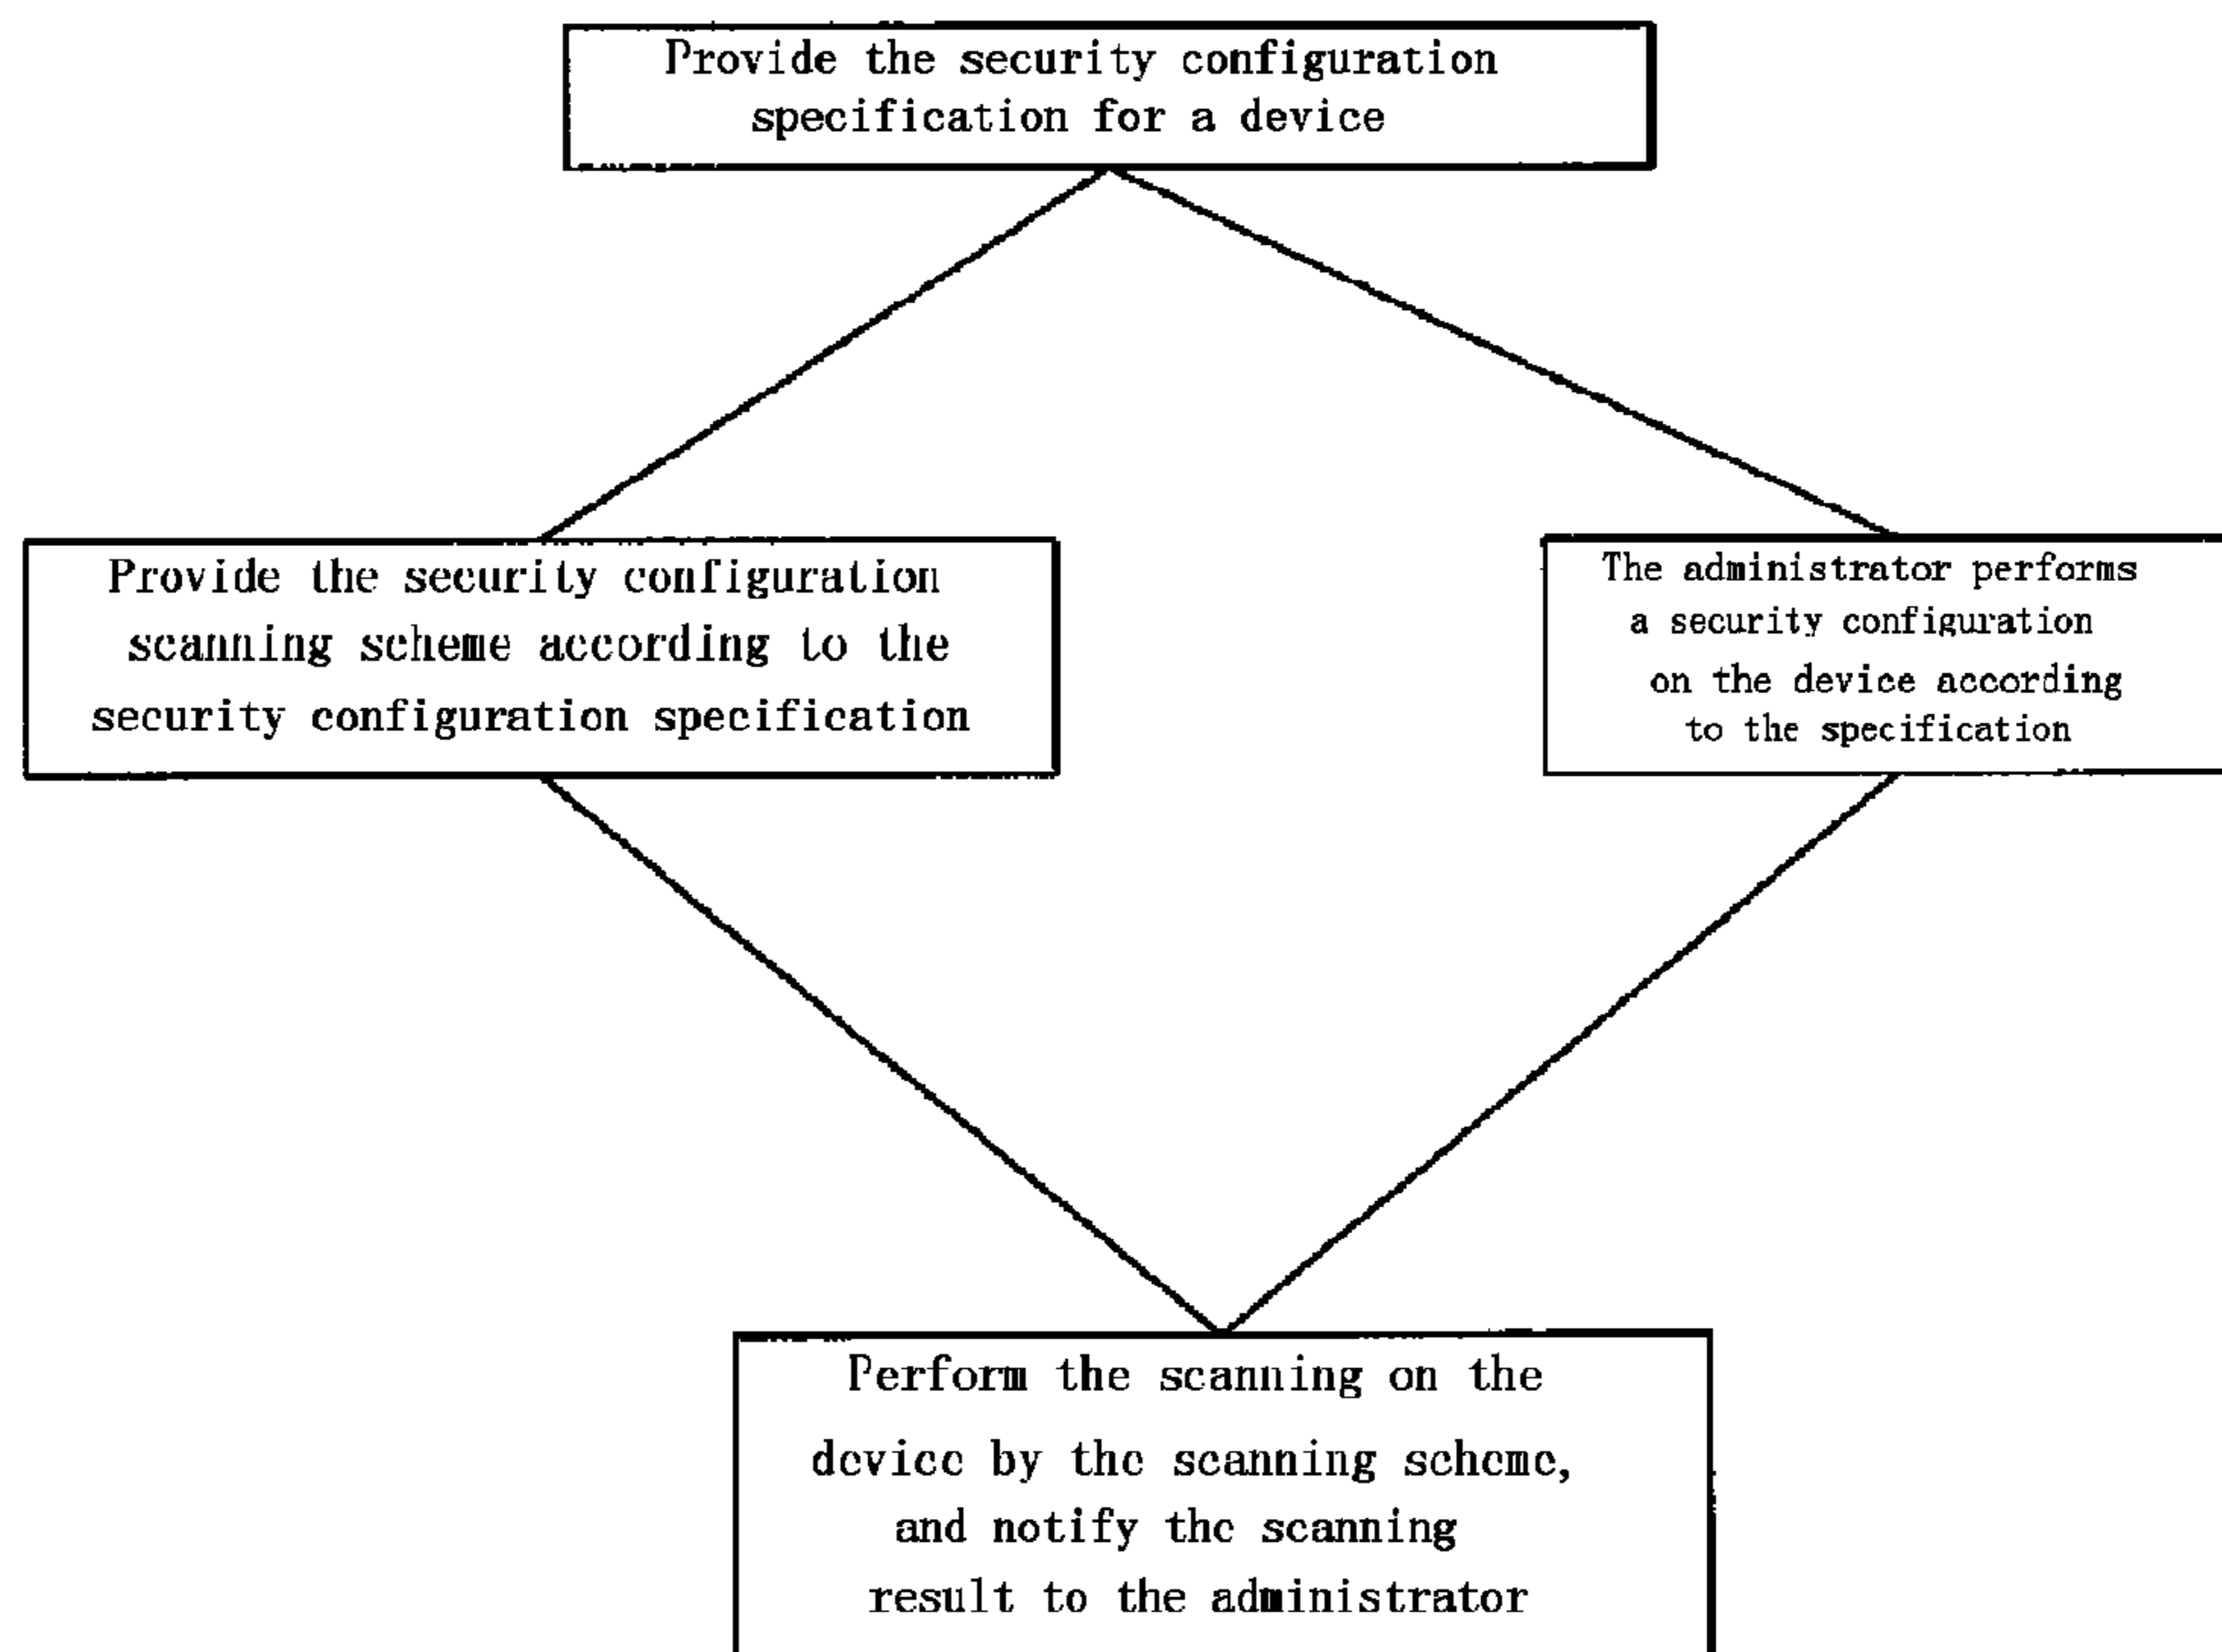 Provide the security configuration
specification for a device
Provide the security configuration
scanning scheme according to the
security configuration specification
The administrator performs
a security configuration
on the device according
to the specification
Perform the scanning on the
device by the scanning scheme,
and notify the scanning
result to the administrator